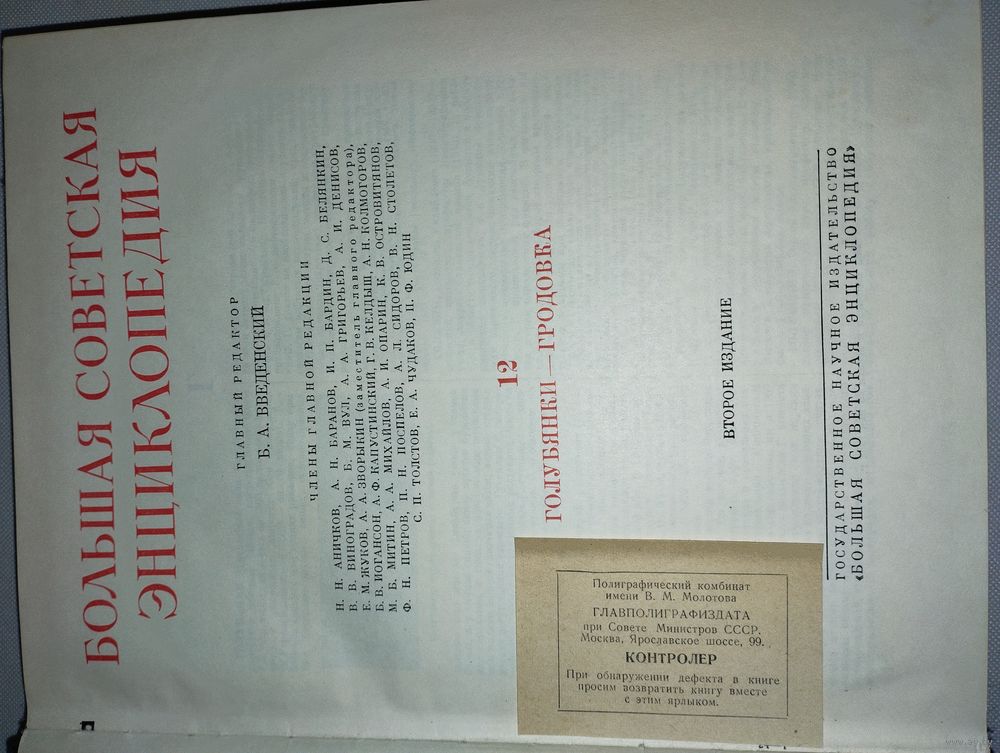 БОЛЬШАЯ СОВЕТСКАЯ
ЭНЦИКЛОПЕДИЯ
ГЛАВНЫЙ РЕДАКТОР
Б. А. ВВЕДЕНСКИЙ
ЧЛЕНЫ ГЛАВНОЙ РЕДАКЦИИ
Н. Н. АНИЧКОВ, А. Н. БАРАНОВ, И. П. БАРДИН, Д. С. БЕЛЯНКИН,
В. В. ВИНОГРАДОВ, Б. М. ВУЛ, А. А. ГРИГОРЬЕВ, А. И. ДЕНИСОВ,
Е. М. ЖУКОВ, А. А. ЗВОРЫКИН (заместитель главного редактора),
Б. В. ИОГАНСОН, А. Ф. КАПУСТИНСКИЙ, Г. В. КЕЛДЫШ, А. Н. КОЛМОГОРОВ,
М. Б. МИТИН, А. А. МИХАЙЛОВ, А. И. ОПАРИН, К. В. ОСТРОВИТЯНОВ,
Ф. Н. ПЕТРОВ, П. Н. ПОСПЕЛОВ, А. Л. СИДОРОВ, В. Н. СТОЛЕТОВ,
С. П. ТОЛСТОВ, Е. А. ЧУДАКОВ, П. Ф. ЮДИН
12
ГОЛУБЯНКИ — ГРОДОВКА
ВТОРОЕ ИЗДАНИЕ
ГОСУДАРСТВЕННОЕ НАУЧНОЕ ИЗДАТЕЛЬСТВО
«БОЛЬШАЯ СОВЕТСКАЯ ЭНЦИКЛОПЕДИЯ»
Полиграфический комбинат
имени В. М. Молотова
ГЛАВПОЛИГРАФИЗДАТА
при Совете Министров СССР.
Москва, Ярославское шоссе, 99.
КОНТРОЛЕР
При обнаружении дефекта в книге
просим возвратить книгу вместе
с этим ярлыком.